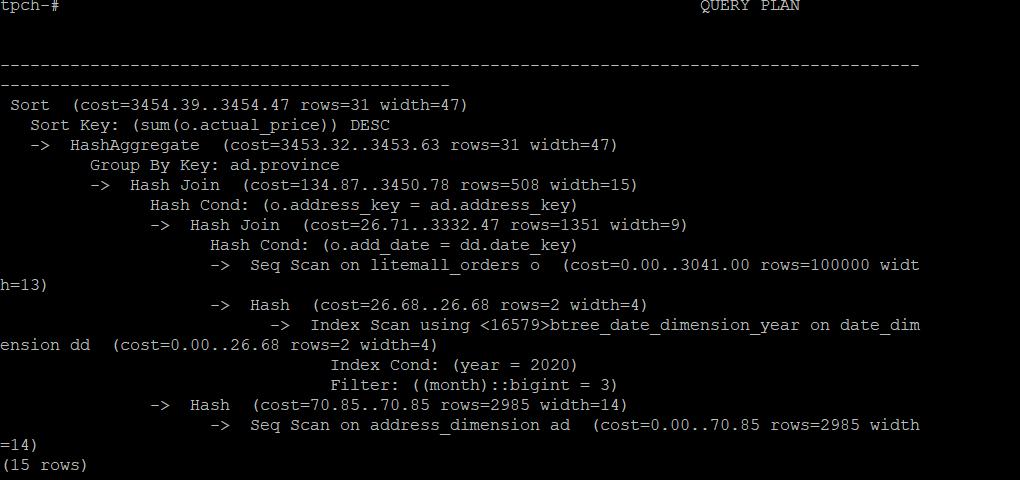 tpch-# QUERY PLAN
--------------------------------------------------------------------------------------------
---------------------------------------------
 Sort  (cost=3454.39..3454.47 rows=31 width=47)
   Sort Key: (sum(o.actual_price)) DESC
   ->  HashAggregate  (cost=3453.32..3453.63 rows=31 width=47)
         Group By Key: ad.province
         ->  Hash Join  (cost=134.87..3450.78 rows=508 width=15)
               Hash Cond: (o.address_key = ad.address_key)
               ->  Hash Join  (cost=26.71..3332.47 rows=1351 width=9)
                     Hash Cond: (o.add_date = dd.date_key)
                     ->  Seq Scan on litemall_orders o  (cost=0.00..3041.00 rows=100000 widt
h=13)
                     ->  Hash  (cost=26.68..26.68 rows=2 width=4)
                           ->  Index Scan using <16579>btree_date_dimension_year on date_dim
ension dd  (cost=0.00..26.68 rows=2 width=4)
                                 Index Cond: (year = 2020)
                                 Filter: ((month)::bigint = 3)
               ->  Hash  (cost=70.85..70.85 rows=2985 width=14)
                     ->  Seq Scan on address_dimension ad  (cost=0.00..70.85 rows=2985 width
=14)
(15 rows)